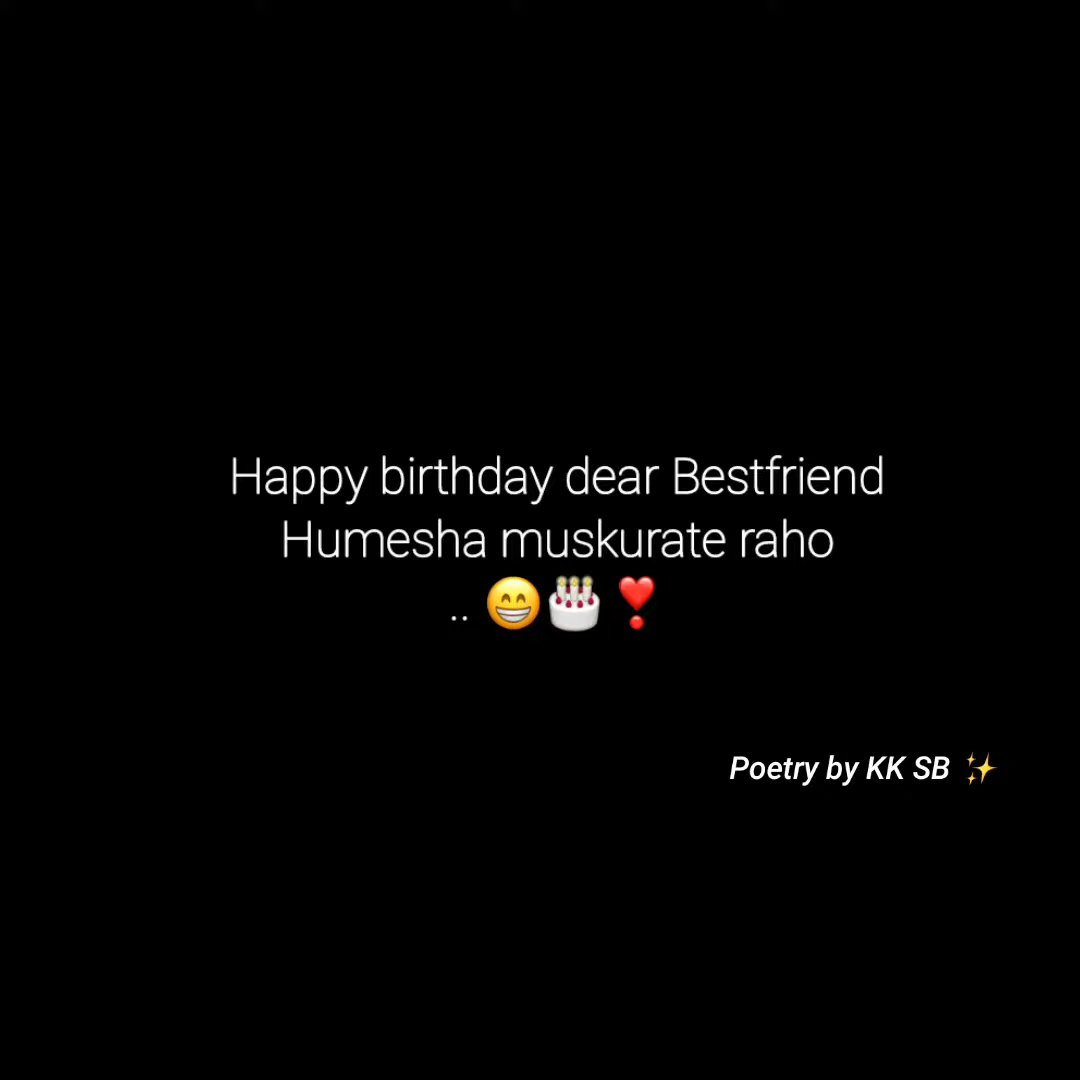 Happy birthday dear Bestfriend
Humesha muskurate raho
.. 😁🎂❣️
Poetry by KK SB ✨